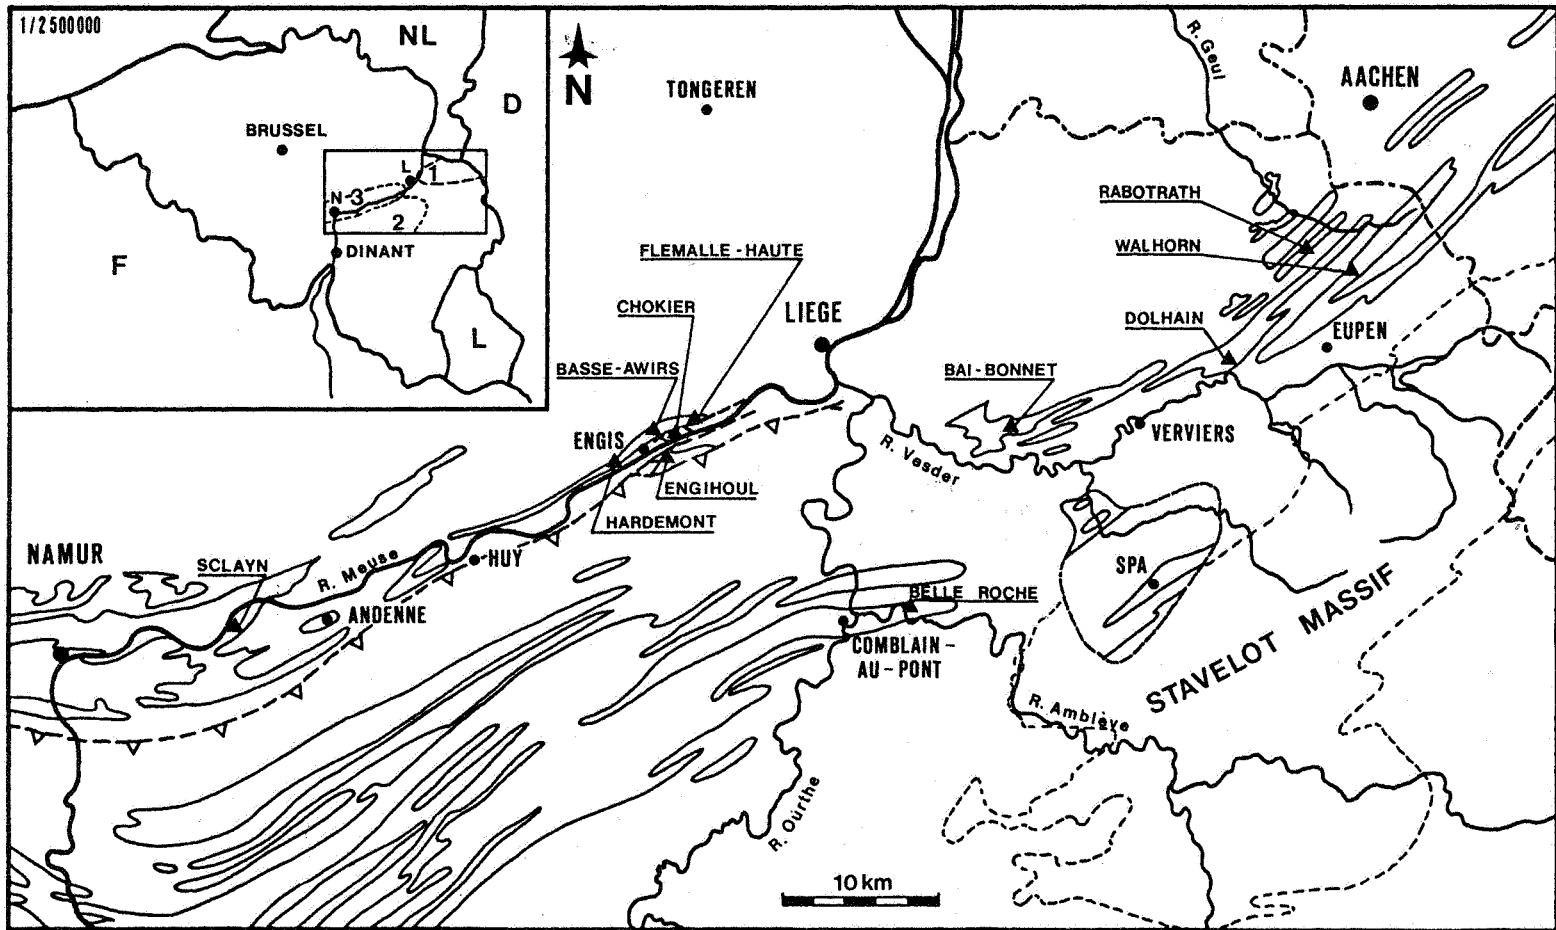 1/2500000
NL
D
BRUSSEL
L
1
N
3
2
DINANT
F
L
N
TONGEREN
R. Geul
AACHEN
RABOTRATH
WALHORN
FLEMALLE-HAUTE
CHOKIER
LIEGE
DOLHAIN
EUPEN
BASSE-AWIRS
BAI-BONNET
ENGIS
VERVIERS
R. Vesder
ENGIHOUL
HARDEMONT
NAMUR
SCLAYN
R. Meuse
HUY
SPA
ANDENNE
BELLE ROCHE
COMBLAIN-
AU-PONT
STAVELOT MASSIF
R. Amblève
R. Ourthe
10 km